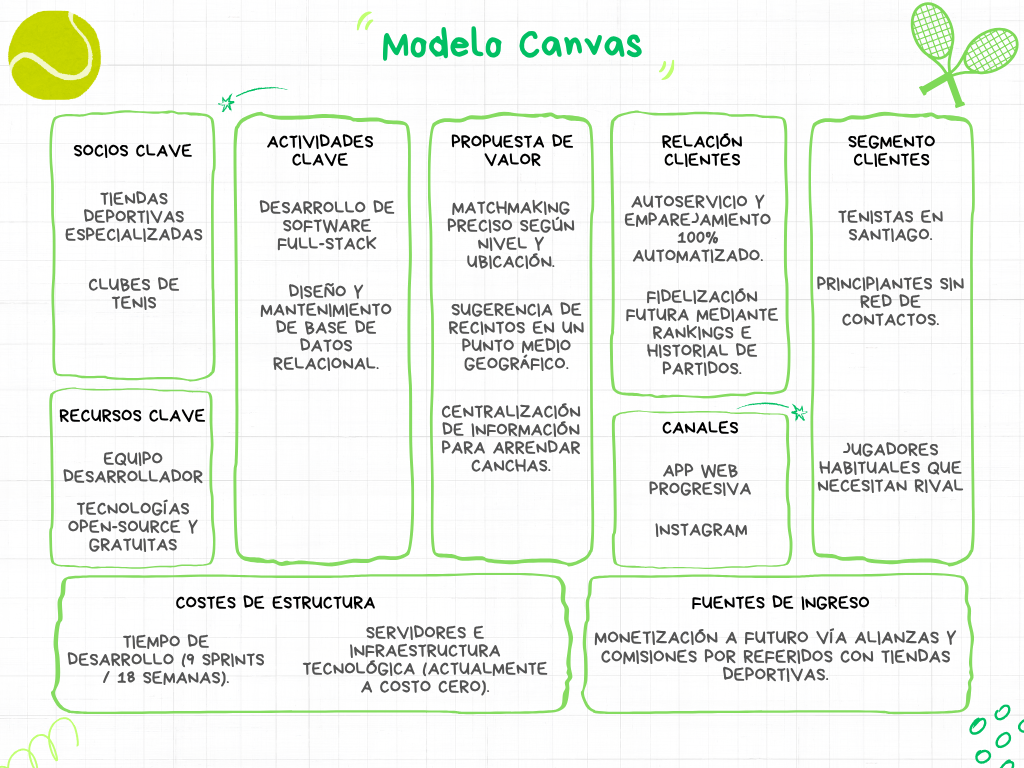 Modelo Canvas
SOCIOS CLAVE
TIENDAS
DEPORTIVAS
ESPECIALIZADAS
CLUBES DE
TENIS
RECURSOS CLAVE
EQUIPO
DESARROLLADOR
TECNOLOGÍAS
OPEN-SOURCE Y
GRATUITAS
ACTIVIDADES
CLAVE
DESARROLLO DE
SOFTWARE
FULL-STACK
DISEÑO Y
MANTENIMIENTO
DE BASE DE
DATOS
RELACIONAL.
PROPUESTA DE
VALOR
MATCHMAKING
PRECISO SEGÚN
NIVEL Y
UBICACIÓN.
SUGERENCIA DE
RECINTOS EN UN
PUNTO MEDIO
GEOGRÁFICO.
CENTRALIZACIÓN
DE INFORMACIÓN
PARA ARRENDAR
CANCHAS.
RELACIÓN
CLIENTES
AUTOSERVICIO Y
EMPAREJAMIENTO
100%
AUTOMATIZADO.
FIDELIZACIÓN
FUTURA MEDIANTE
RANKINGS E
HISTORIAL DE
PARTIDOS.
CANALES
APP WEB
PROGRESIVA
INSTAGRAM
SEGMENTO
CLIENTES
TENISTAS EN
SANTIAGO.
PRINCIPIANTES SIN
RED DE
CONTACTOS.
JUGADORES
HABITUALES QUE
NECESITAN RIVAL
COSTES DE ESTRUCTURA
TIEMPO DE
DESARROLLO (9 SPRINTS
/ 18 SEMANAS).
SERVIDORES E
INFRAESTRUCTURA
TECNOLÓGICA (ACTUALMENTE
A COSTO CERO).
FUENTES DE INGRESO
MONETIZACIÓN A FUTURO VÍA ALIANZAS Y
COMISIONES POR REFERIDOS CON TIENDAS
DEPORTIVAS.